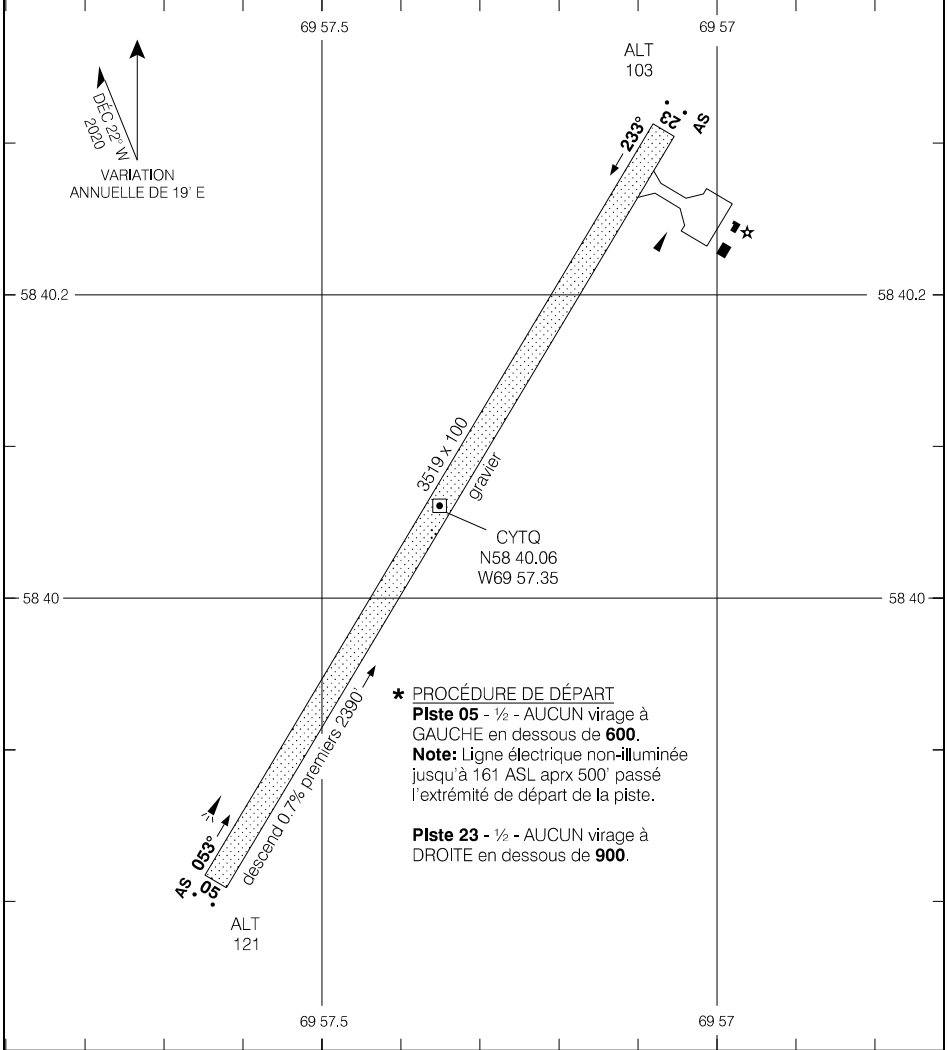 69 57.5
69 57
ALT
103
DÉC 22° W
2020
VARIATION
ANNUELLE DE 19' E
233°
23
AS
58 40.2
58 40.2
3519 x 100
gravier
CYTQ
N58 40.06
W69 57.35
58 40
58 40
descend 0.7% premiers 2390'
* PROCÉDURE DE DÉPART
Piste 05 - ½ - AUCUN virage à
GAUCHE en dessous de 600.
Note: Ligne électrique non-illuminée
jusqu'à 161 ASL aprx 500' passé
l'extrémité de départ de la piste.
Piste 23 - ½ - AUCUN virage à
DROITE en dessous de 900.
053°
AS
05
ALT
121
69 57.5
69 57